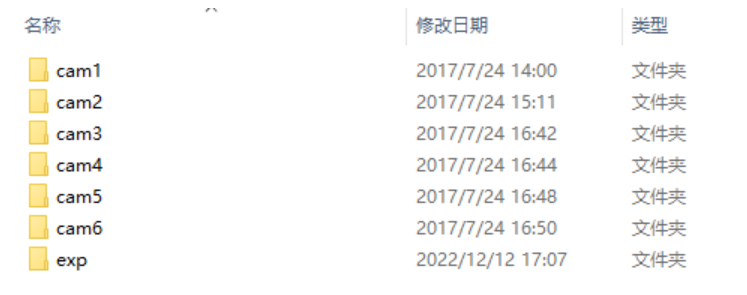 名称 修改日期 类型
cam1 2017/7/24 14:00 文件夹
cam2 2017/7/24 15:11 文件夹
cam3 2017/7/24 16:42 文件夹
cam4 2017/7/24 16:44 文件夹
cam5 2017/7/24 16:48 文件夹
cam6 2017/7/24 16:50 文件夹
exp 2022/12/12 17:07 文件夹